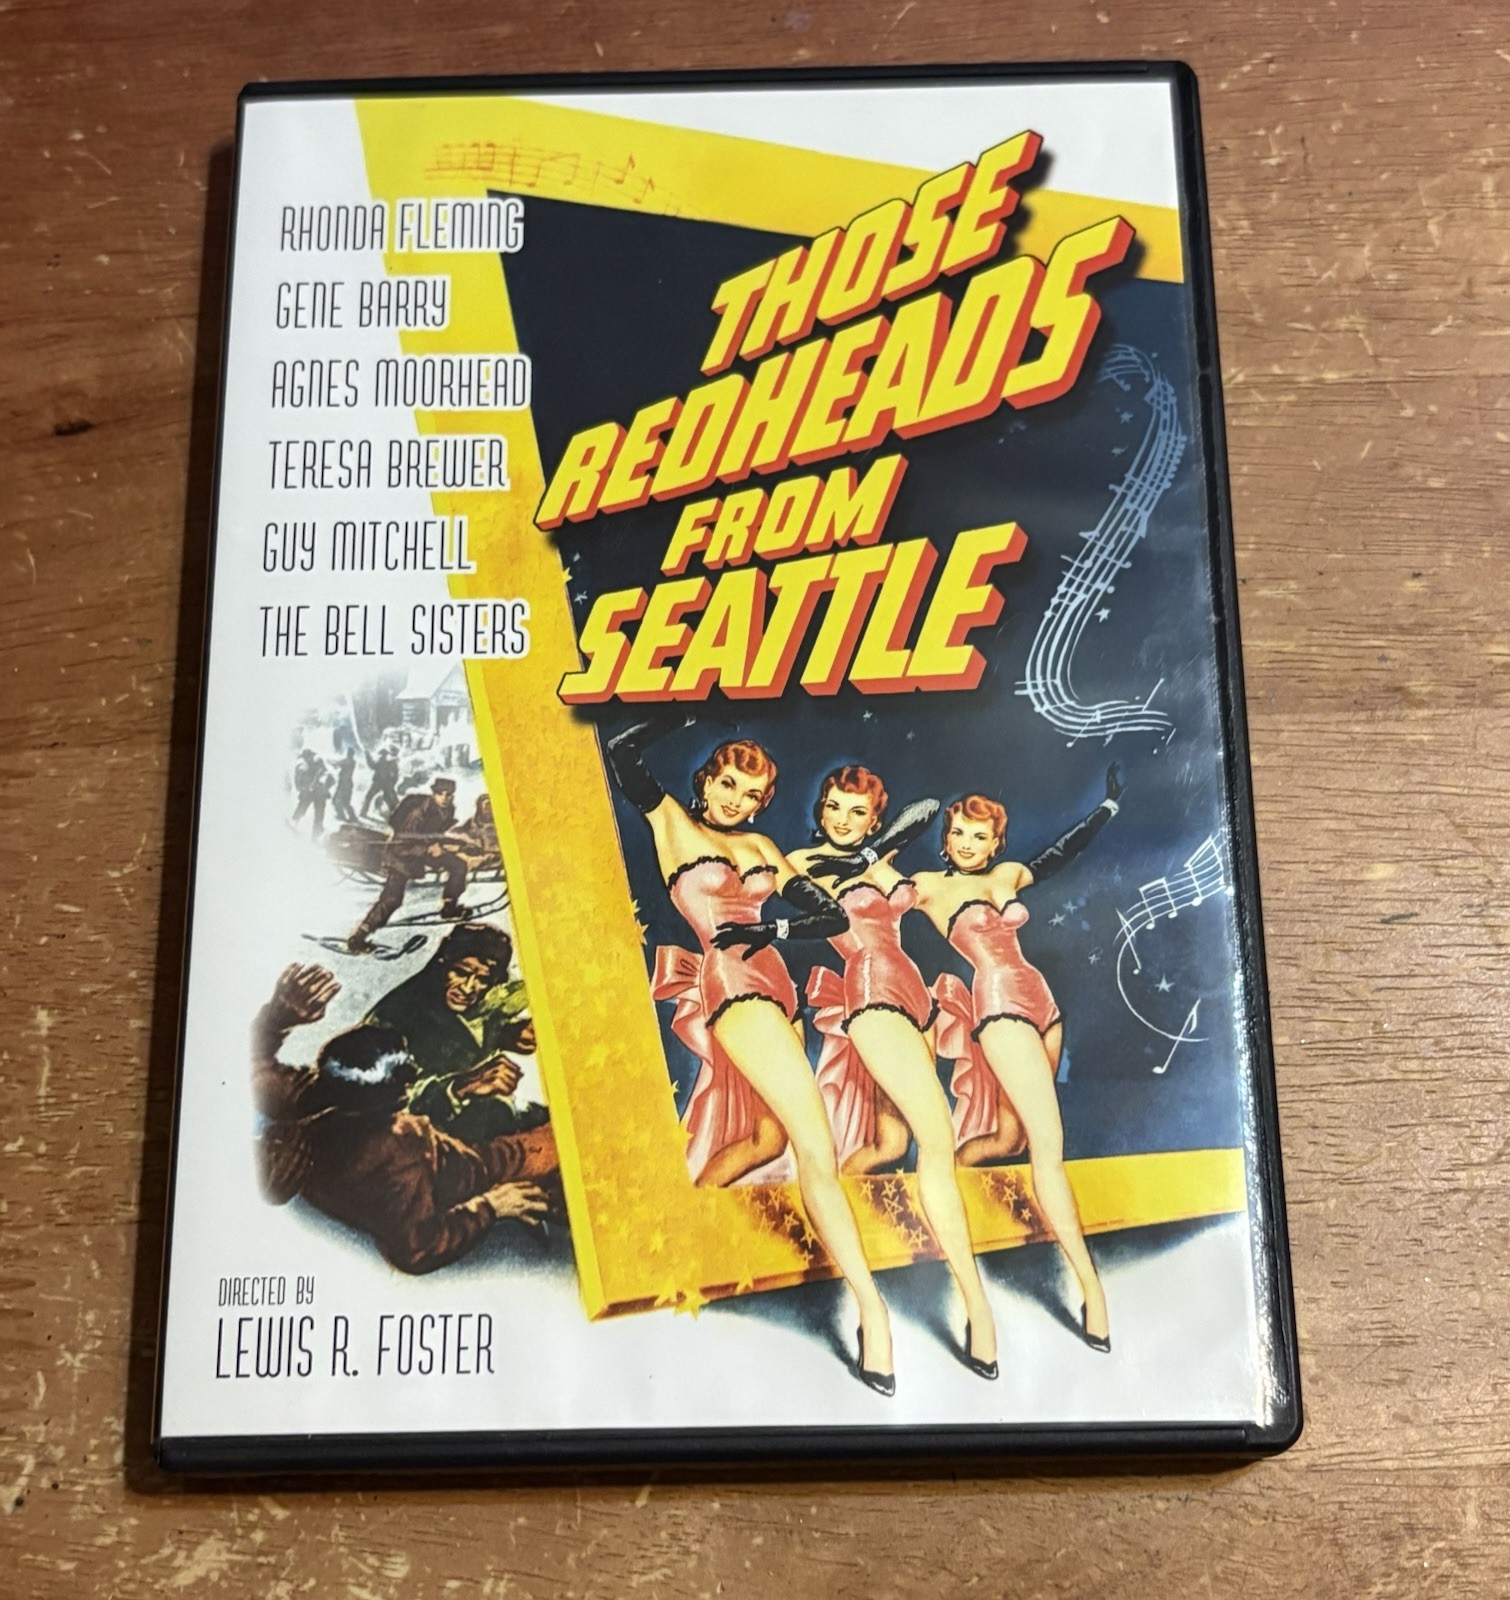 RHONDA FLEMING
GENE BARRY
AGNES MOORHEAD
TERESA BREWER
GUY MITCHELL
THE BELL SISTERS
THOSE
REDHEADS
FROM
SEATTLE
DIRECTED BY
LEWIS R. FOSTER